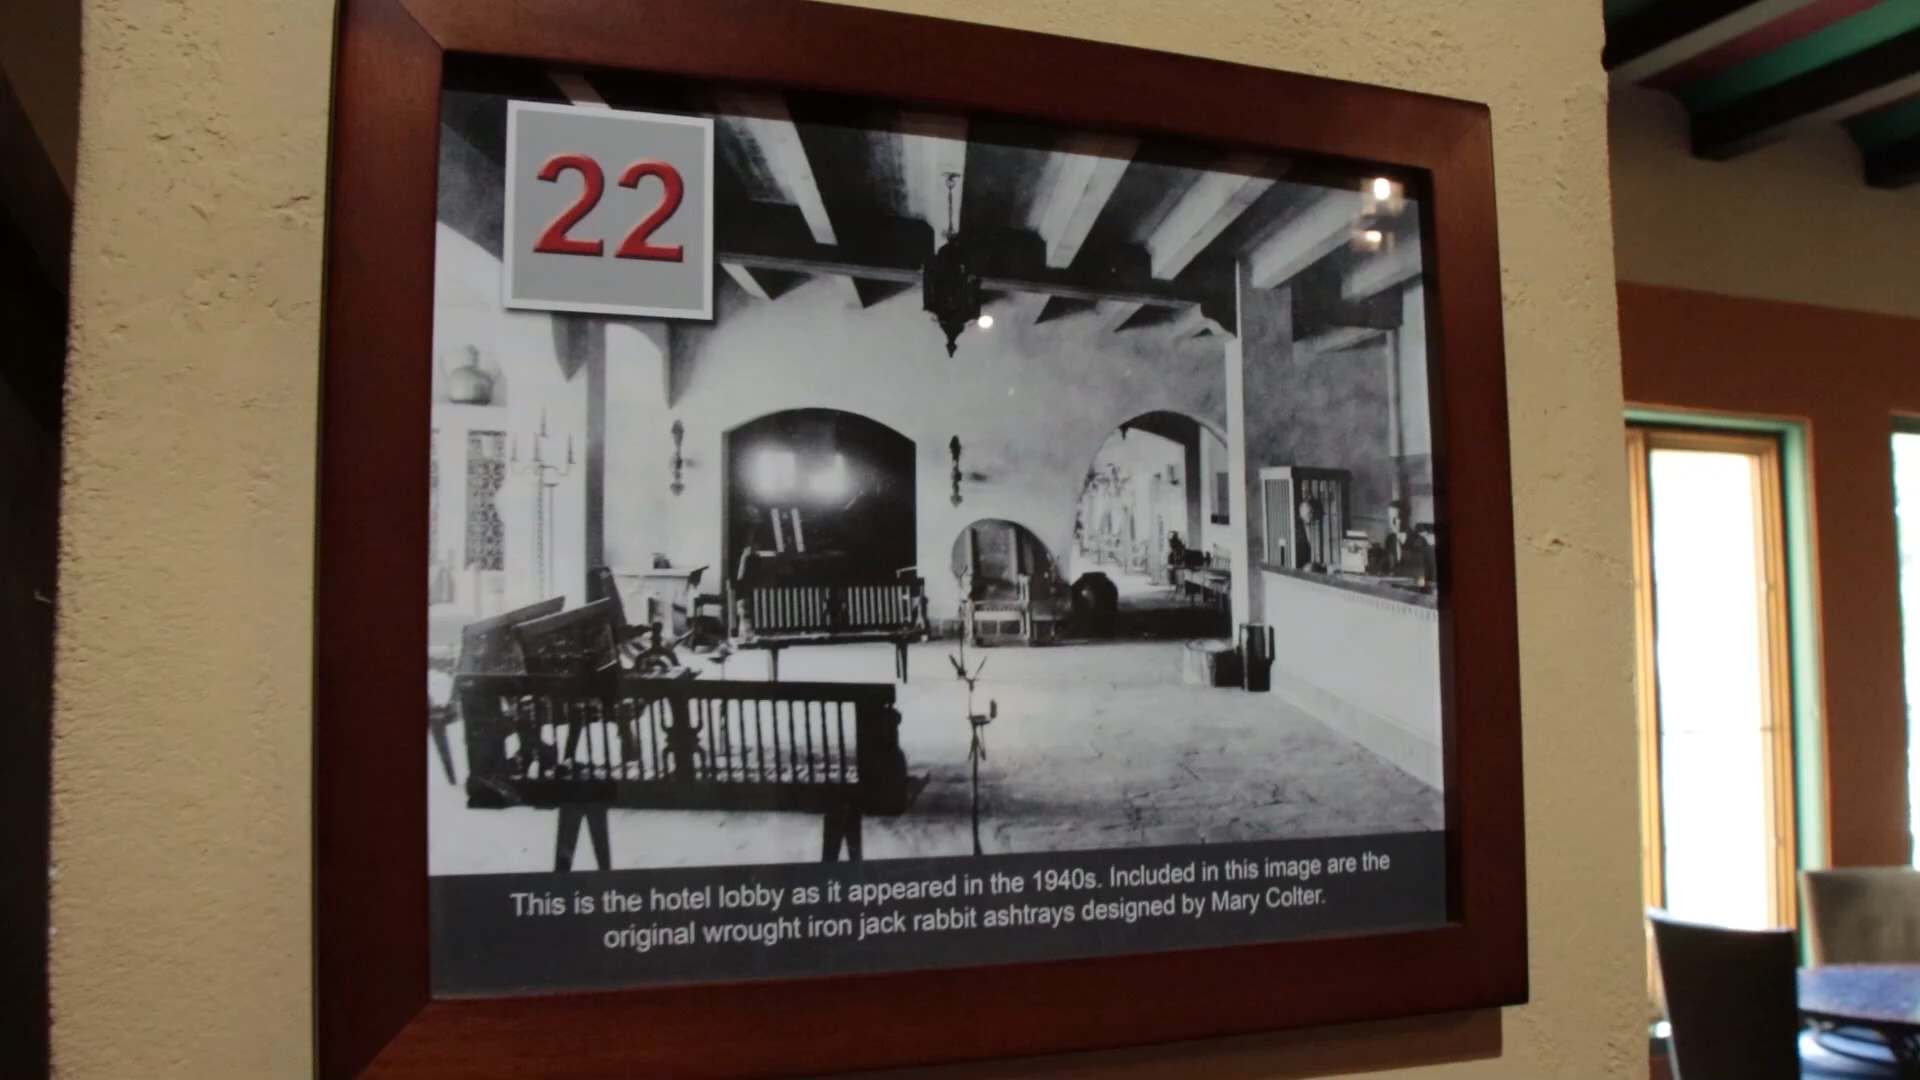 22
This is the hotel lobby as it appeared in the 1940s. Included in this image are the
original wrought iron jack rabbit ashtrays designed by Mary Colter.